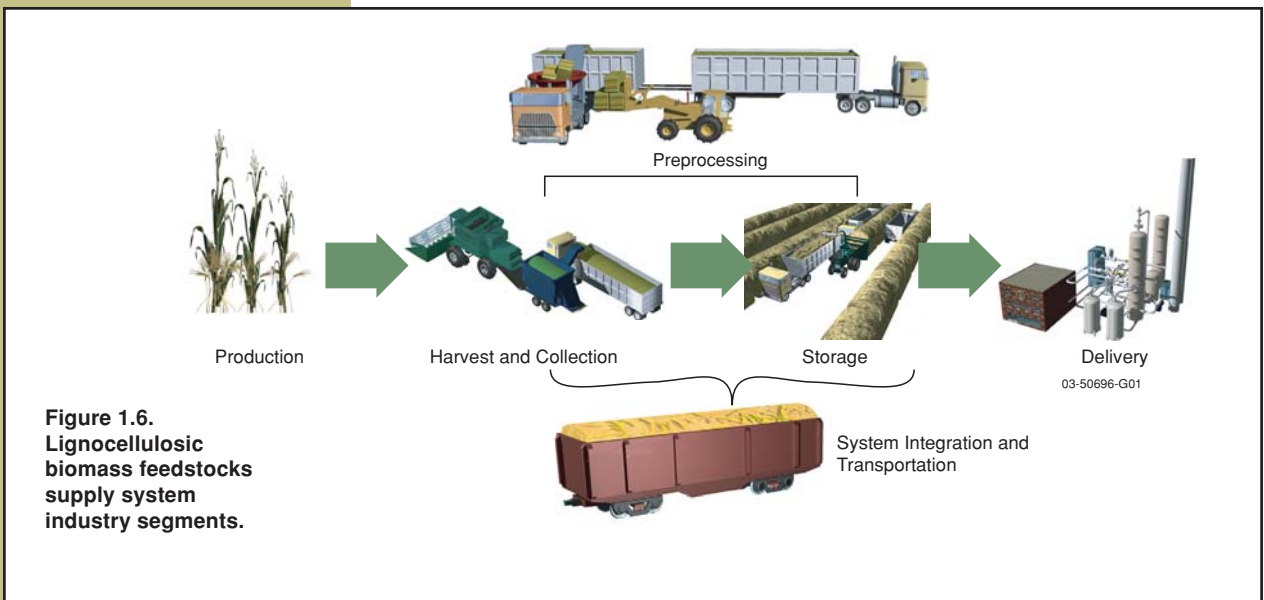 Preprocessing
Production
Harvest and Collection
Storage
Delivery
03-50696-G01
Figure 1.6.
Lignocellulosic
biomass feedstocks
supply system
industry segments.
System Integration and
Transportation